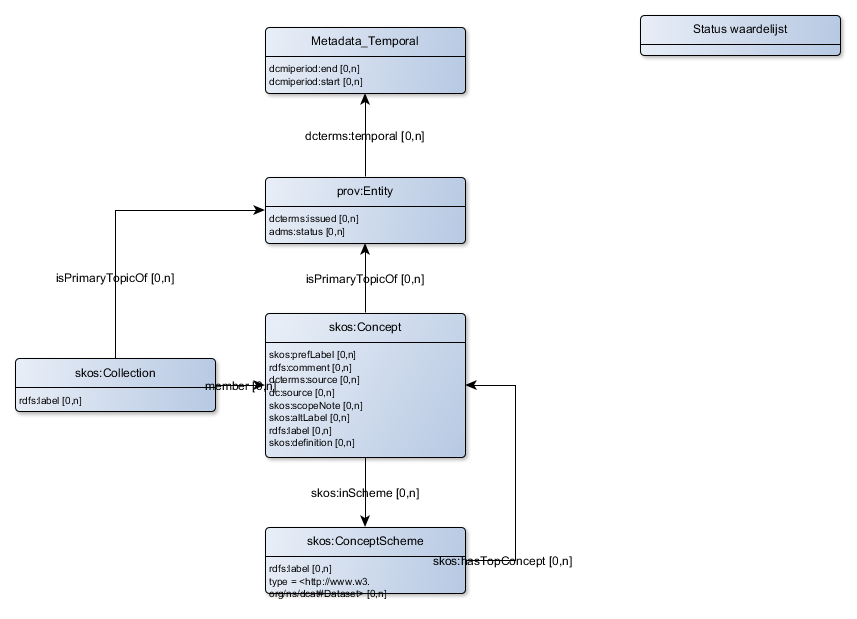 Metadata_Temporal
dcmiperiod:end [0,n]
dcmiperiod:start [0,n]
Status waardelijst
dcterms:temporal [0,n]
prov:Entity
dcterms:issued [0,n]
adms:status [0,n]
isPrimaryTopicOf [0,n]
isPrimaryTopicOf [0,n]
skos:Concept
skos:prefLabel [0,n]
rdfs:comment [0,n]
dcterms:source [0,n]
dc:source [0,n]
skos:scopeNote [0,n]
skos:altLabel [0,n]
rdfs:label [0,n]
skos:definition [0,n]
skos:Collection
rdfs:label [0,n]
member [0,n]
skos:inScheme [0,n]
skos:ConceptScheme
rdfs:label [0,n]
type = <http://www.w3.
org/ns/dcat#Dataset> [0,n]
skos:hasTopConcept [0,n]